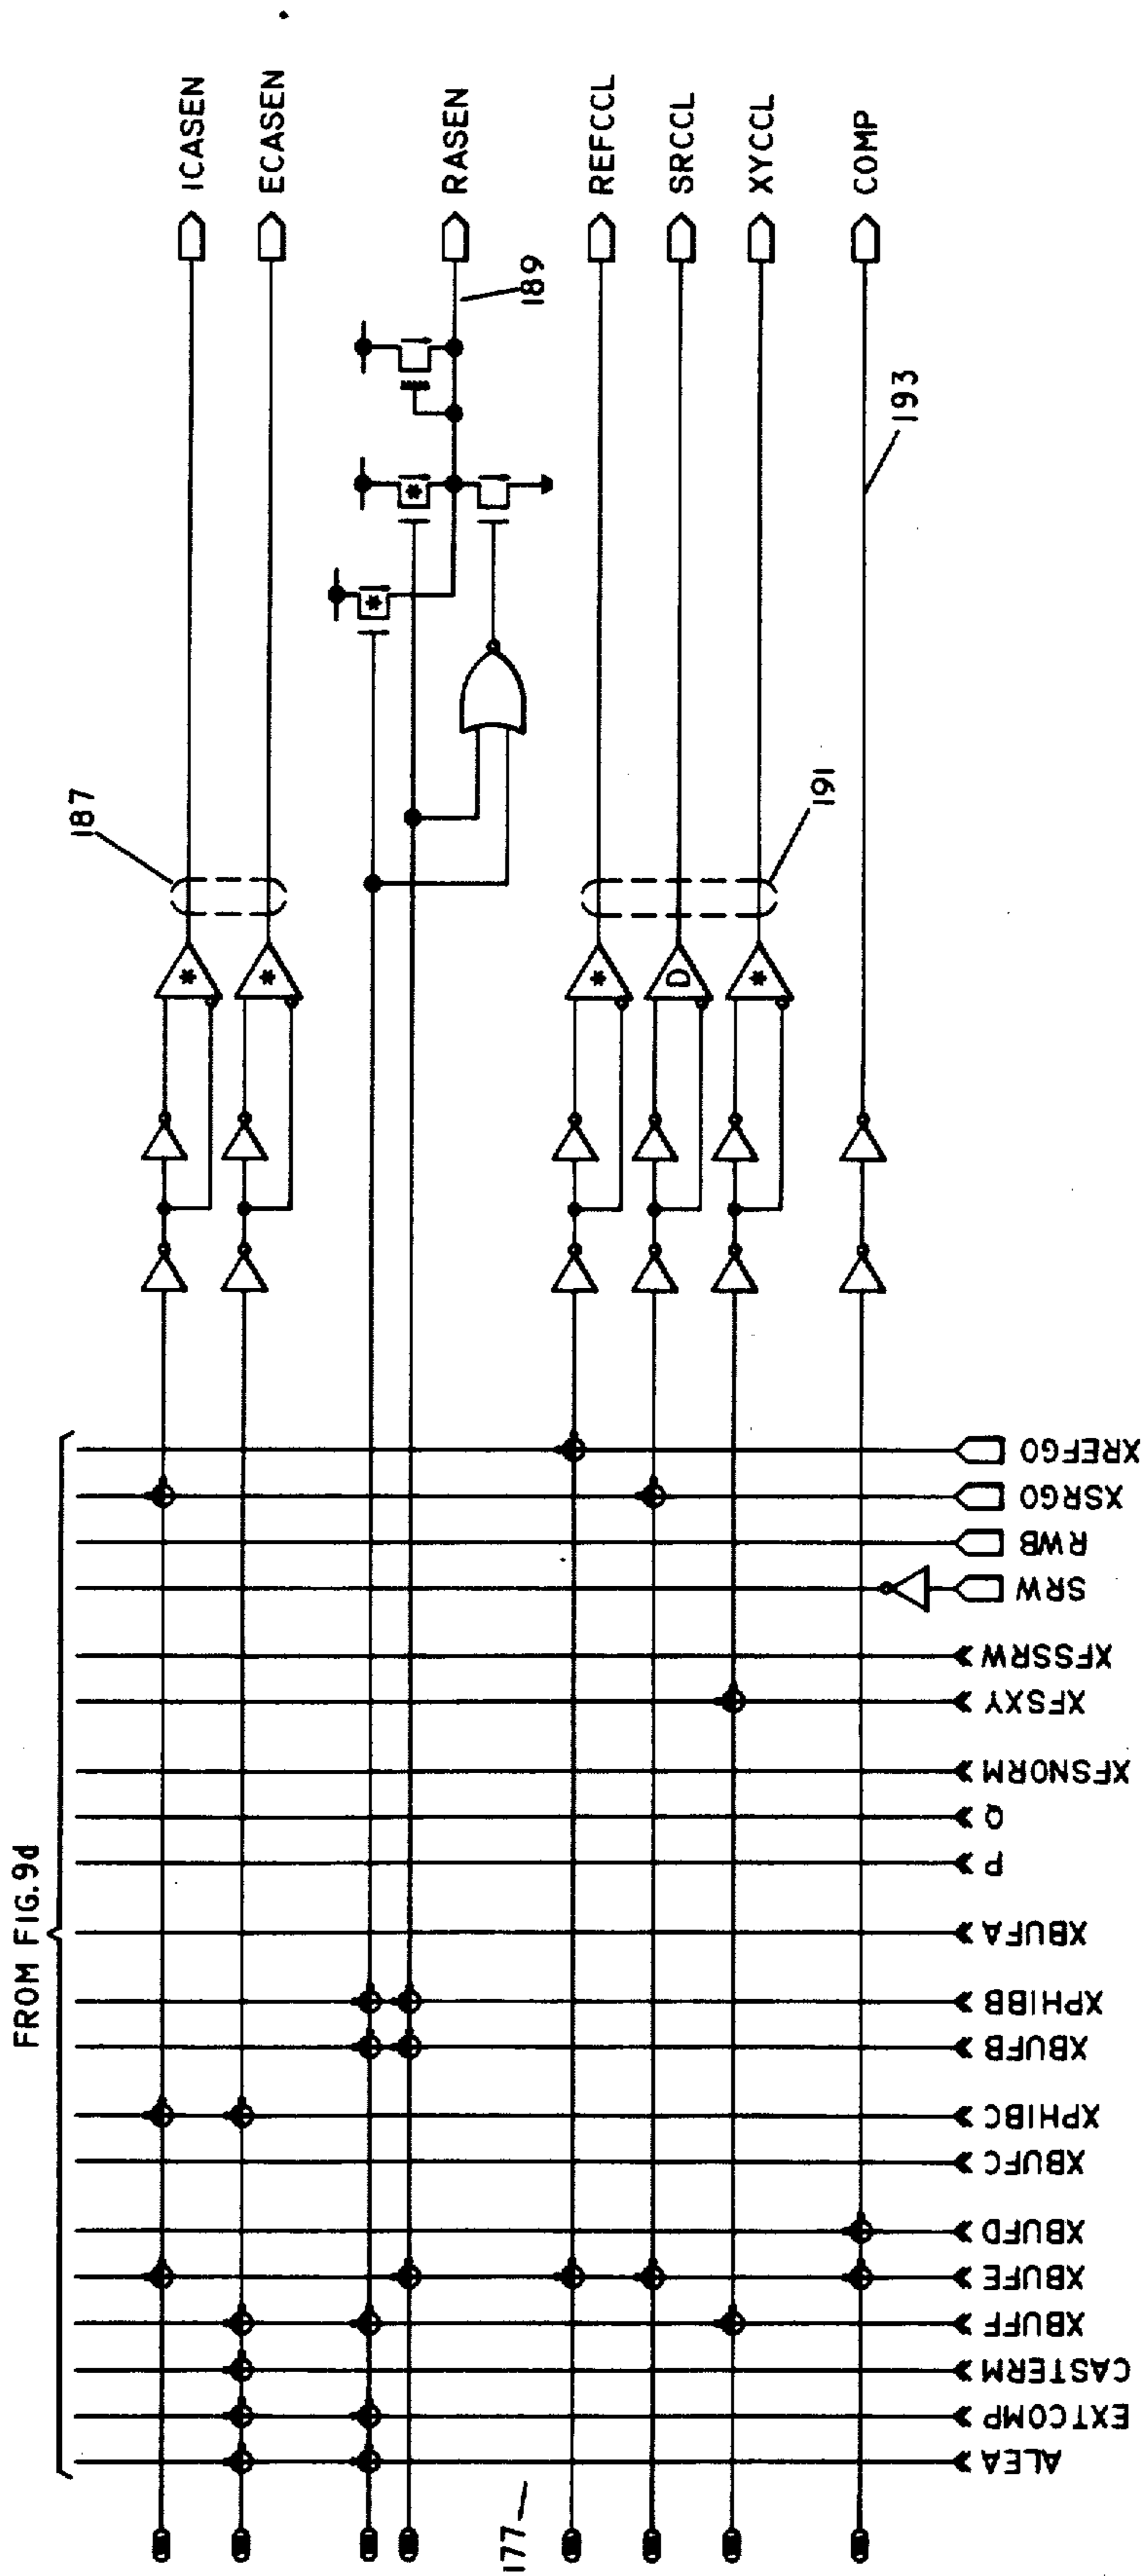 FROM FIG.9d
ICASEN
ECASEN
RASEN
REFCCL
SRCCL
XYCCL
COMP
187
189
191
193
*
*
*
*
*
D
*
177
XREFGO
XSRGO
RWB
SRW
XFSSRW
XFSXY
XFSNORM
Q
P
XBUFA
XPHIBB
XBUFB
XPHIBC
XBUFC
XBUFD
XBUFE
XBUFF
CASTERM
EXTCOMP
ALEA